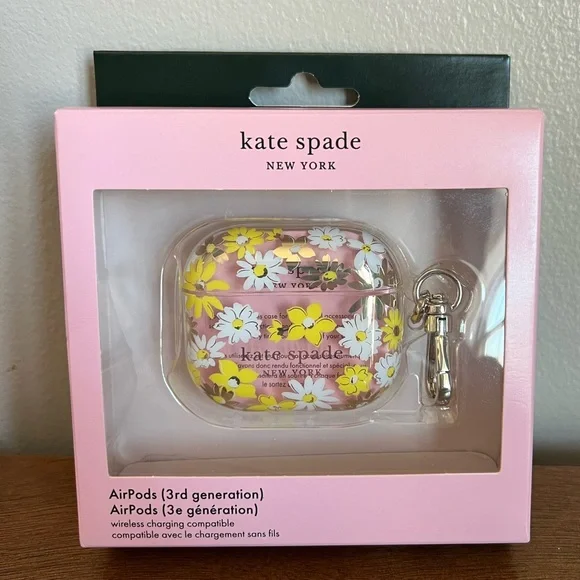 kate spade
NEW YORK
kate spade
NEW YORK
AirPods (3rd generation)
AirPods (3e génération)
wireless charging compatible
compatible avec le chargement sans fils